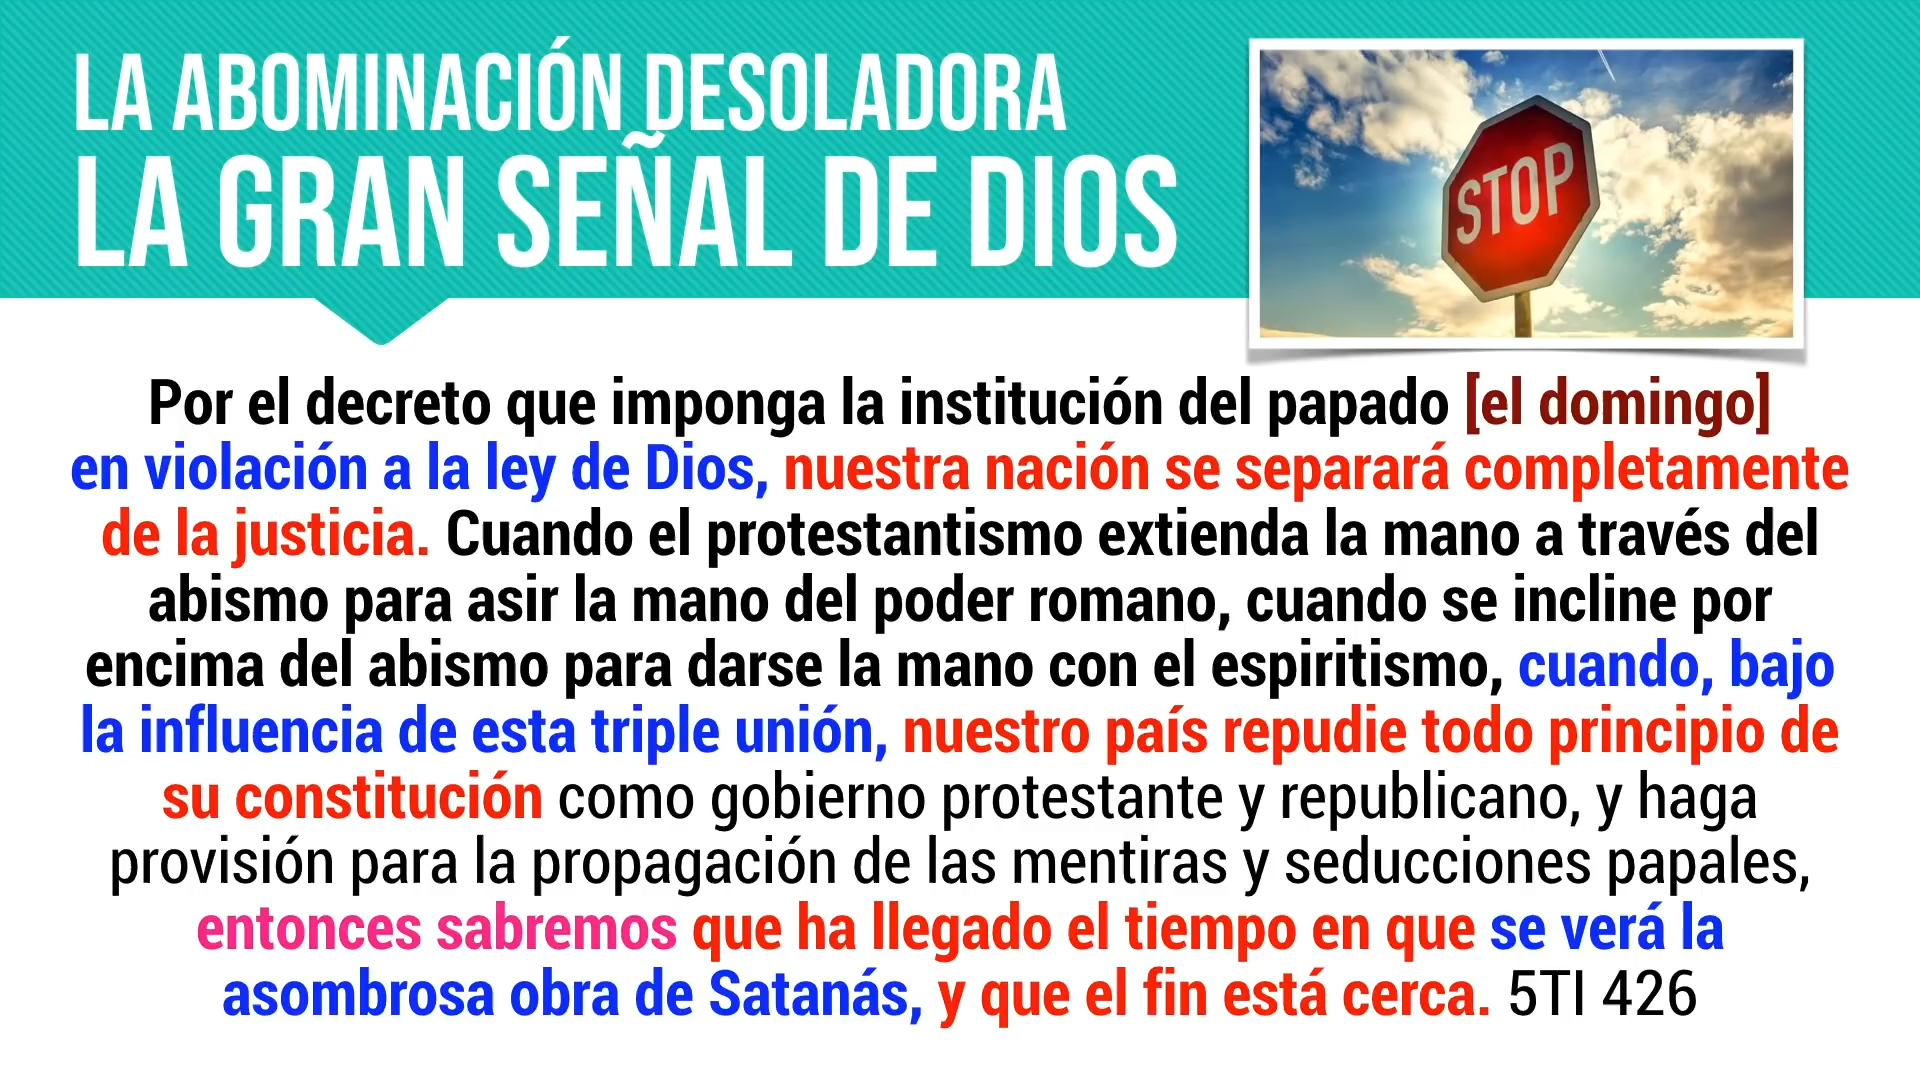 LA ABOMINACIÓN DESOLADORA
LA GRAN SEÑAL DE DIOS
STOP
Por el decreto que imponga la institución del papado [el domingo]
en violación a la ley de Dios, nuestra nación se separará completamente
de la justicia. Cuando el protestantismo extienda la mano a través del
abismo para asir la mano del poder romano, cuando se incline por
encima del abismo para darse la mano con el espiritismo, cuando, bajo
la influencia de esta triple unión, nuestro país repudie todo principio de
su constitución como gobierno protestante y republicano, y haga
provisión para la propagación de las mentiras y seducciones papales,
entonces sabremos que ha llegado el tiempo en que se verá la
asombrosa obra de Satanás, y que el fin está cerca. 5TI 426